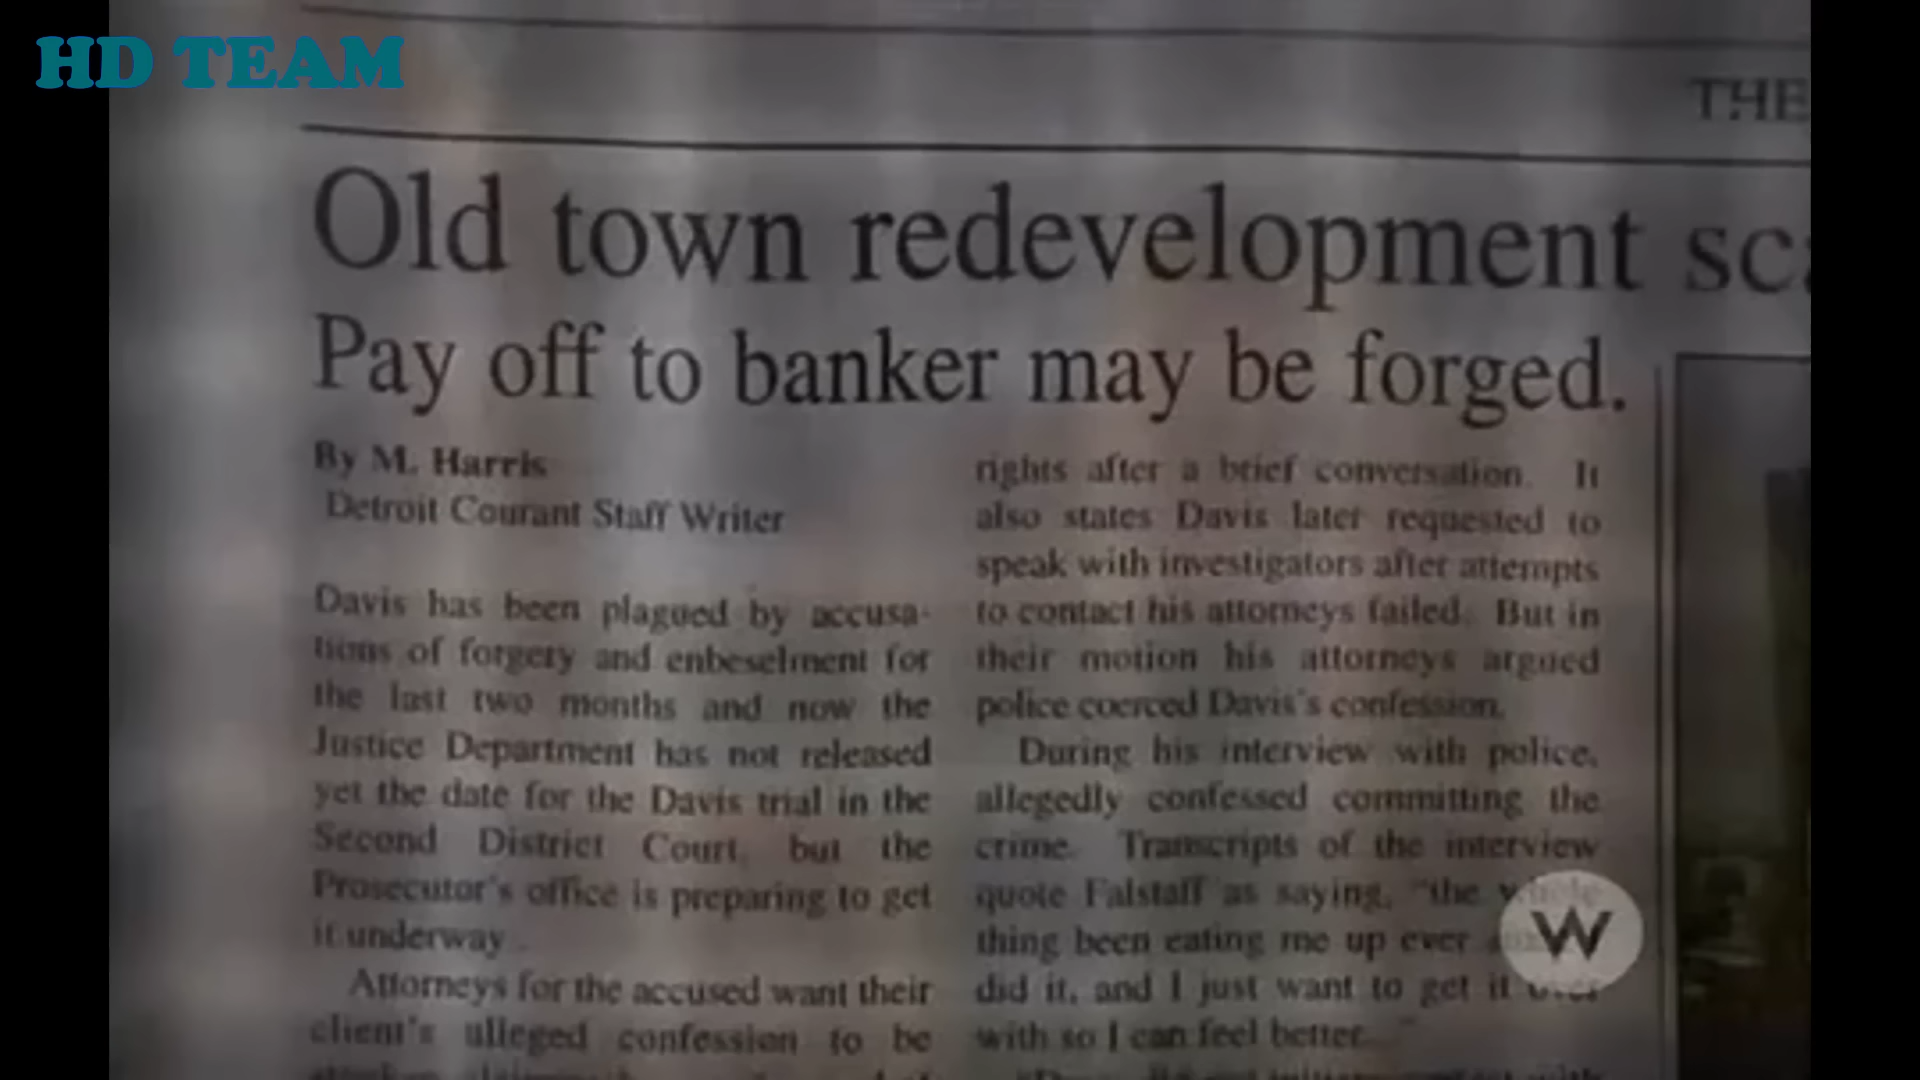 HD TEAM
THE
Old town redevelopment
Pay off to banker may be forged.
By M. Harris
Detroit Courant Staff Writer
Davis has been plagued by accusa-
tions of forgery and enbeselment for
the last two months and now the
Justice Department has not released
yet the date for the Davis trial in the
Second District Court, but the
Prosecutor's office is preparing to get
it underway.
Attorneys for the accused want their
client's alleged confession to be
rights after a brief conversation. It
also states Davis later requested to
speak with investigators after attempts
to contact his attorneys failed. But in
their motion his attorneys argued
police coerced Davis's confession.
During his interview with police,
allegedly confessed committing the
crime. Transcripts of the interview
quote Falstaff as saying, "the whole
thing been eating me up ever
did it, and I just want to get it over
with so I can feel better."
W